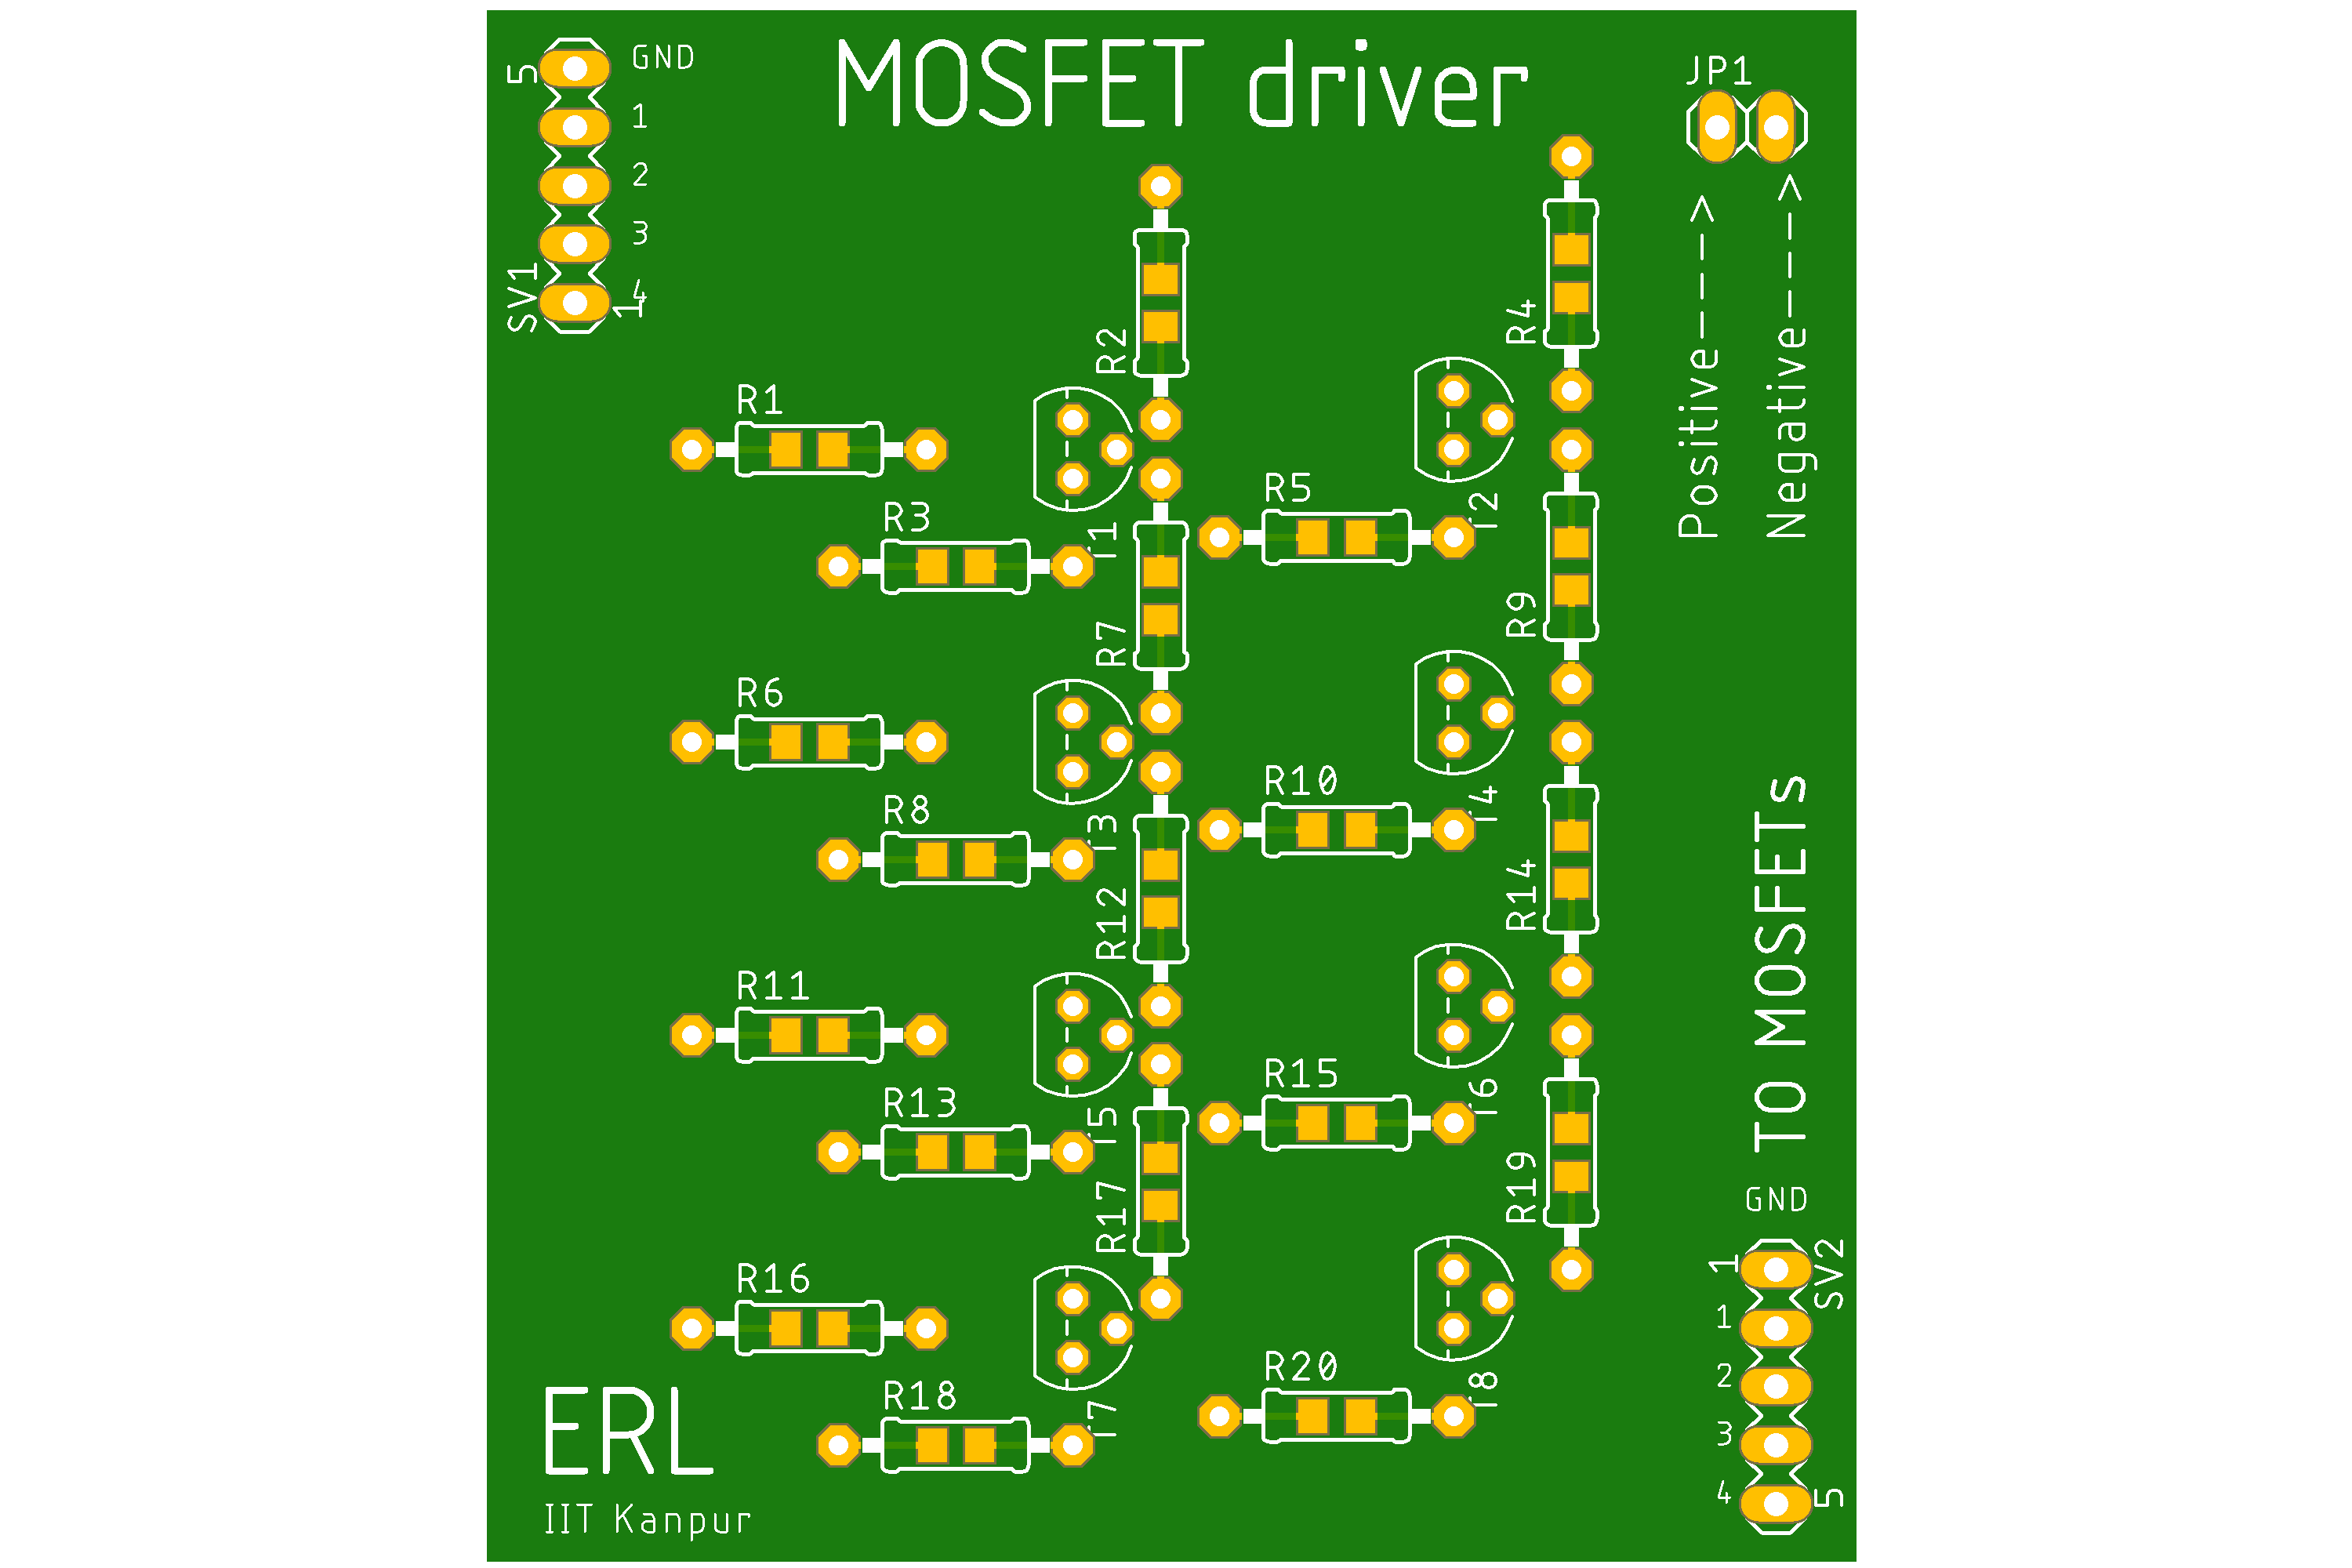 MOSFET driver
5
GND
1
2
3
4
1
SV1
JP1
Positive---->
Negative---->
R2
R4
R1
R3
T1
R5
T2
R7
R9
R6
R8
T3
R10
T4
R12
R14
R11
R13
T5
R15
T6
R17
R19
R16
R18
T7
R20
T8
TO MOSFETs
GND
1
SV2
1
2
3
4
5
ERL
IIT Kanpur